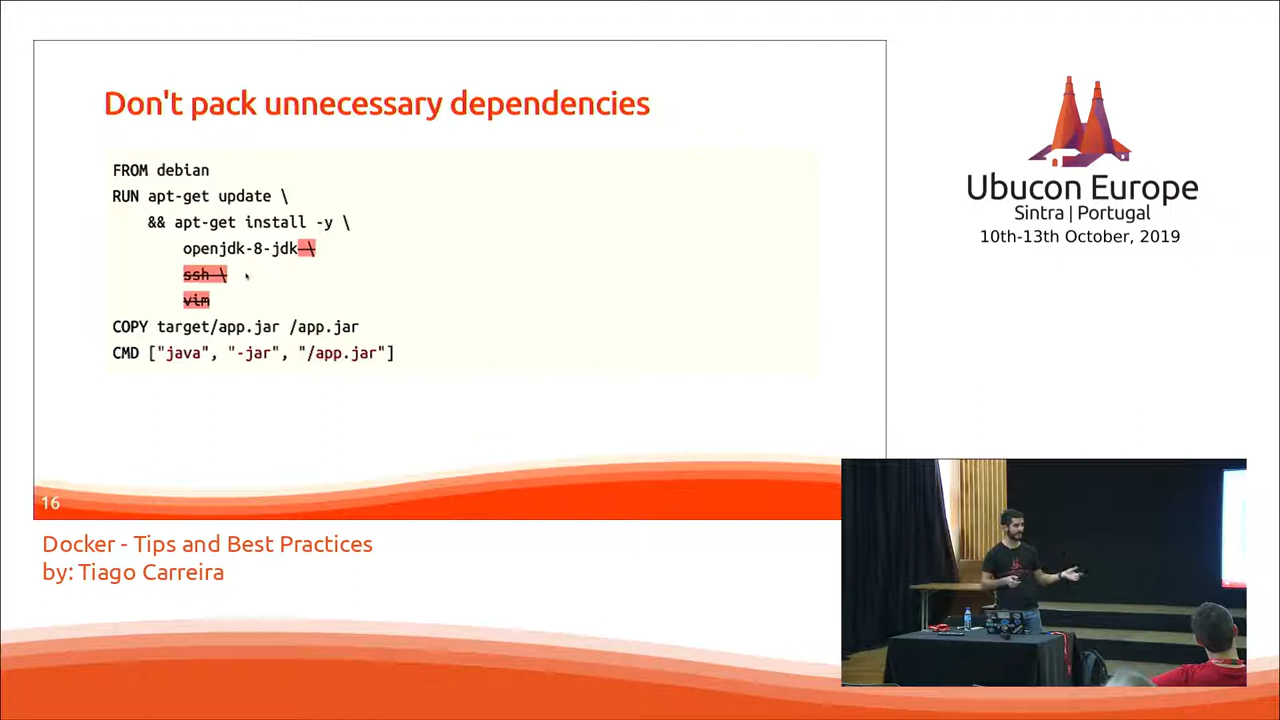 Don't pack unnecessary dependencies
FROM debian
RUN apt-get update \
&& apt-get install -y \
openjdk-8-jdk \
ssh \
vim
COPY target/app.jar /app.jar
CMD ["java", "-jar", "/app.jar"]
16
Docker - Tips and Best Practices
by: Tiago Carreira
Ubucon Europe
Sintra | Portugal
10th-13th October, 2019